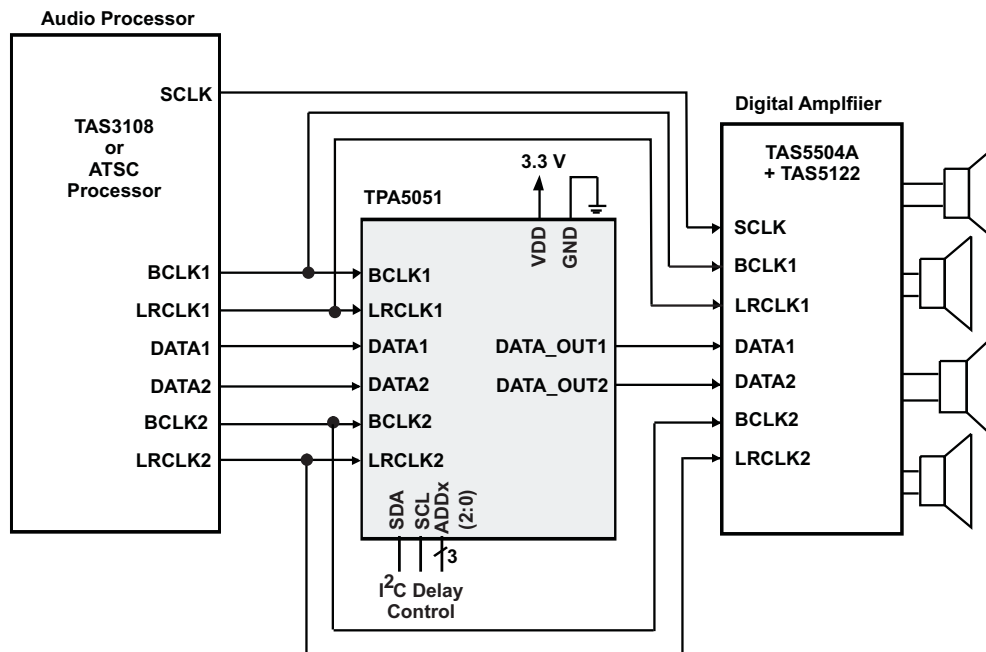 Audio Processor
SCLK
TAS3108
or
ATSC
Processor
BCLK1
LRCLK1
DATA1
DATA2
BCLK2
LRCLK2
TPA5051
3.3 V
VDD
GND
BCLK1
LRCLK1
DATA1
DATA2
BCLK2
LRCLK2
DATA_OUT1
DATA_OUT2
SDA
SCL
ADDx
(2:0)
3
I2C Delay
Control
Digital Amplfiier
TAS5504A
+ TAS5122
SCLK
BCLK1
LRCLK1
DATA1
DATA2
BCLK2
LRCLK2